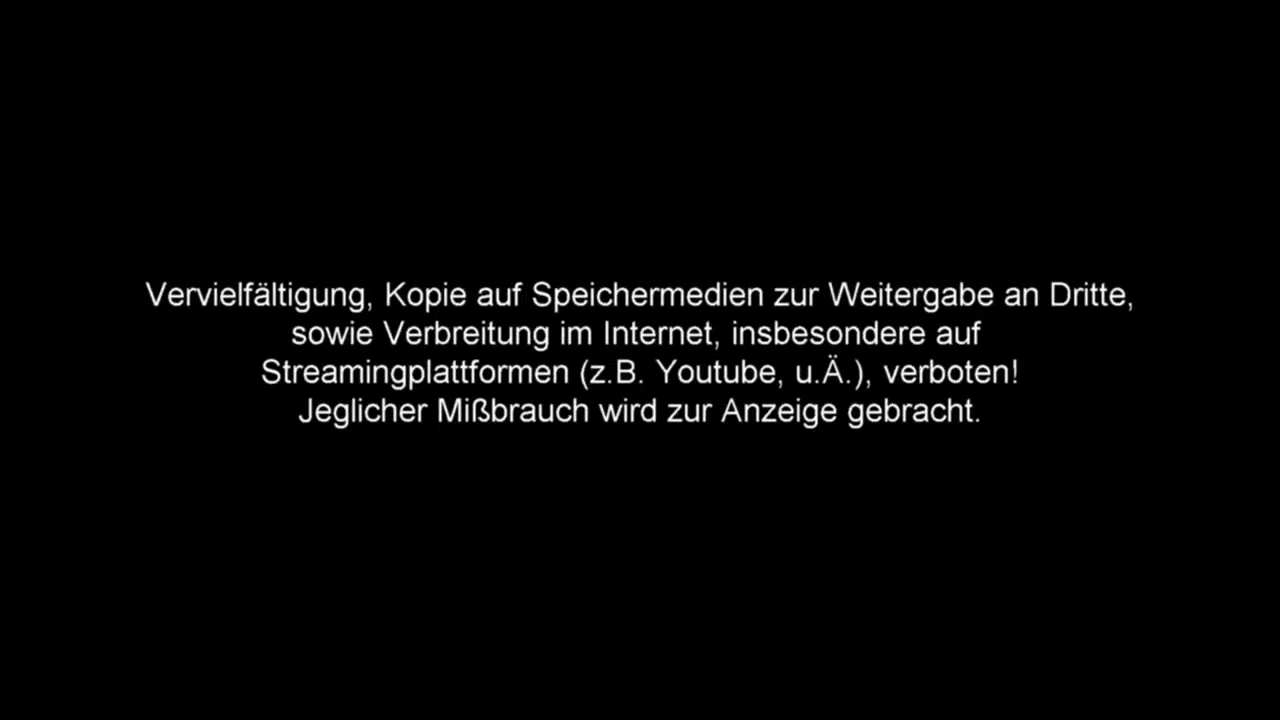 Vervielfältigung, Kopie auf Speichermedien zur Weitergabe an Dritte,
sowie Verbreitung im Internet, insbesondere auf
Streamingplattformen (z.B. Youtube, u.Ä.), verboten!
Jeglicher Mißbrauch wird zur Anzeige gebracht.